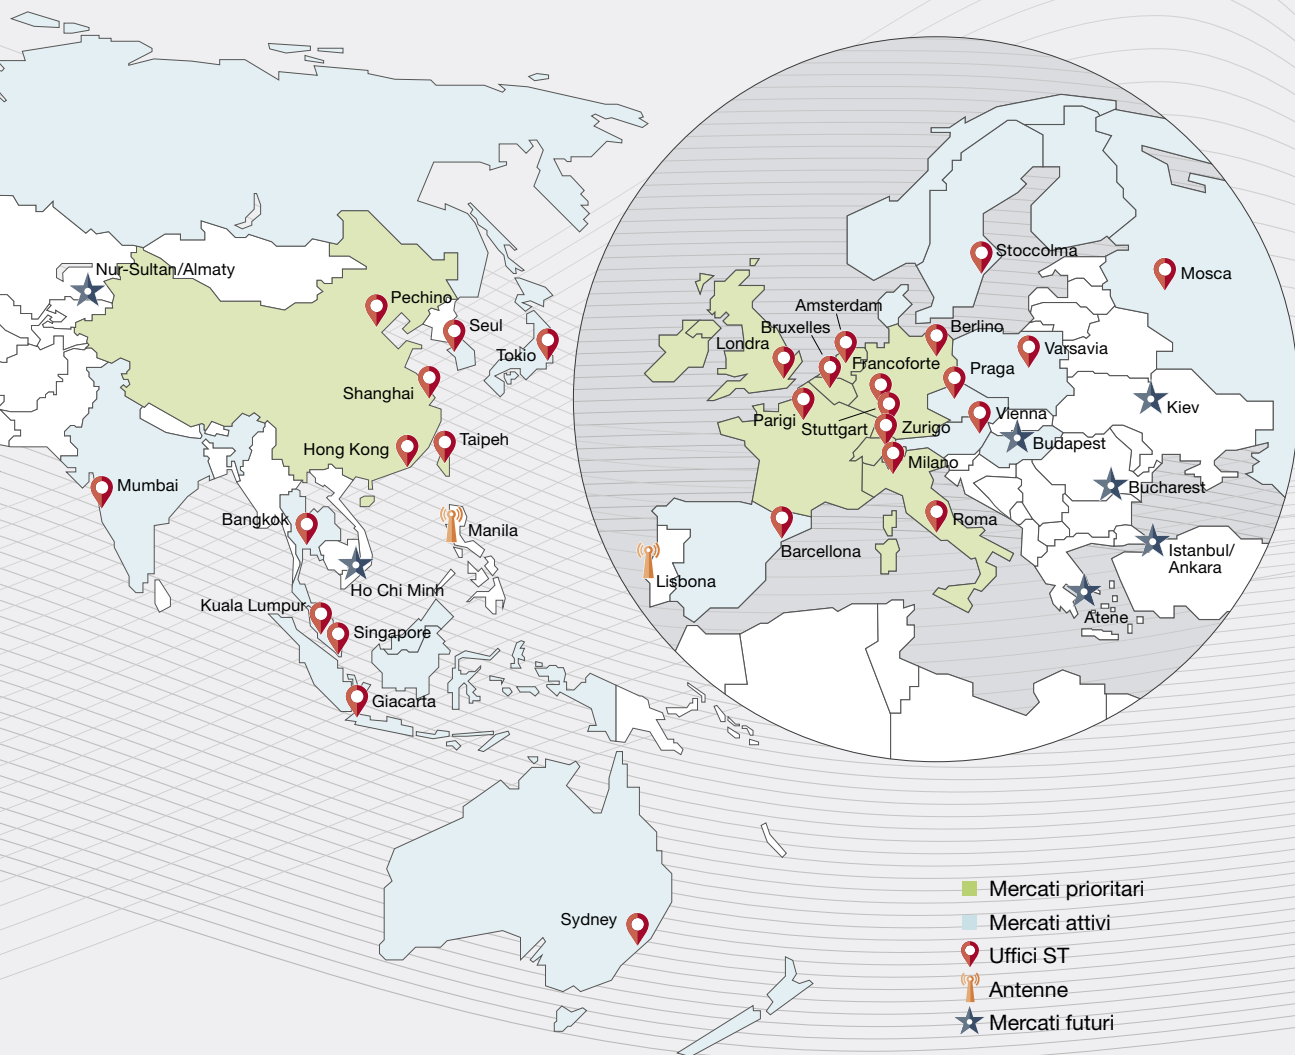 Nur-Sultan/Almaty
Pechino
Seul
Tokio
Shanghai
Hong Kong
Taipeh
Mumbai
Bangkok
Manila
Ho Chi Minh
Kuala Lumpur
Singapore
Giacarta
Sydney
Stoccolma
Mosca
Amsterdam
Bruxelles
Londra
Berlino
Varsavia
Francoforte
Praga
Parigi
Stuttgart
Zurigo
Vienna
Kiev
Budapest
Milano
Bucharest
Roma
Barcellona
Lisbona
Istanbul/
Ankara
Atene
Mercati prioritari
Mercati attivi
Uffici ST
Antenne
Mercati futuri